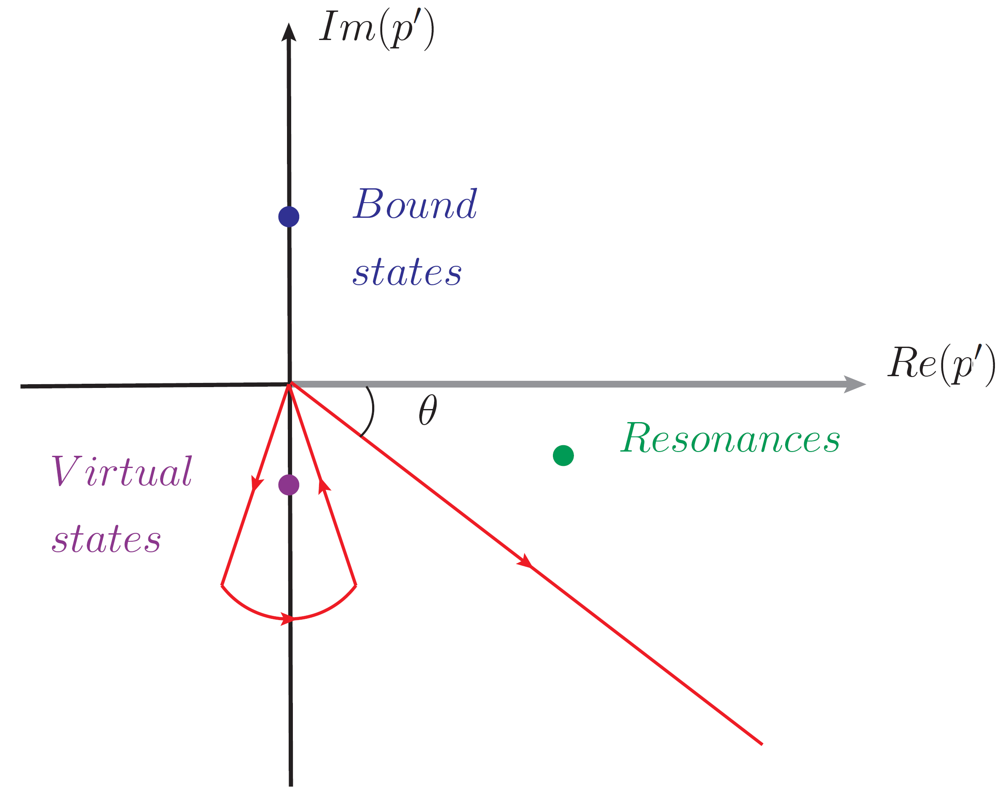 Im(p′)
Bound
states
Re(p′)
θ
Resonances
Virtual
states